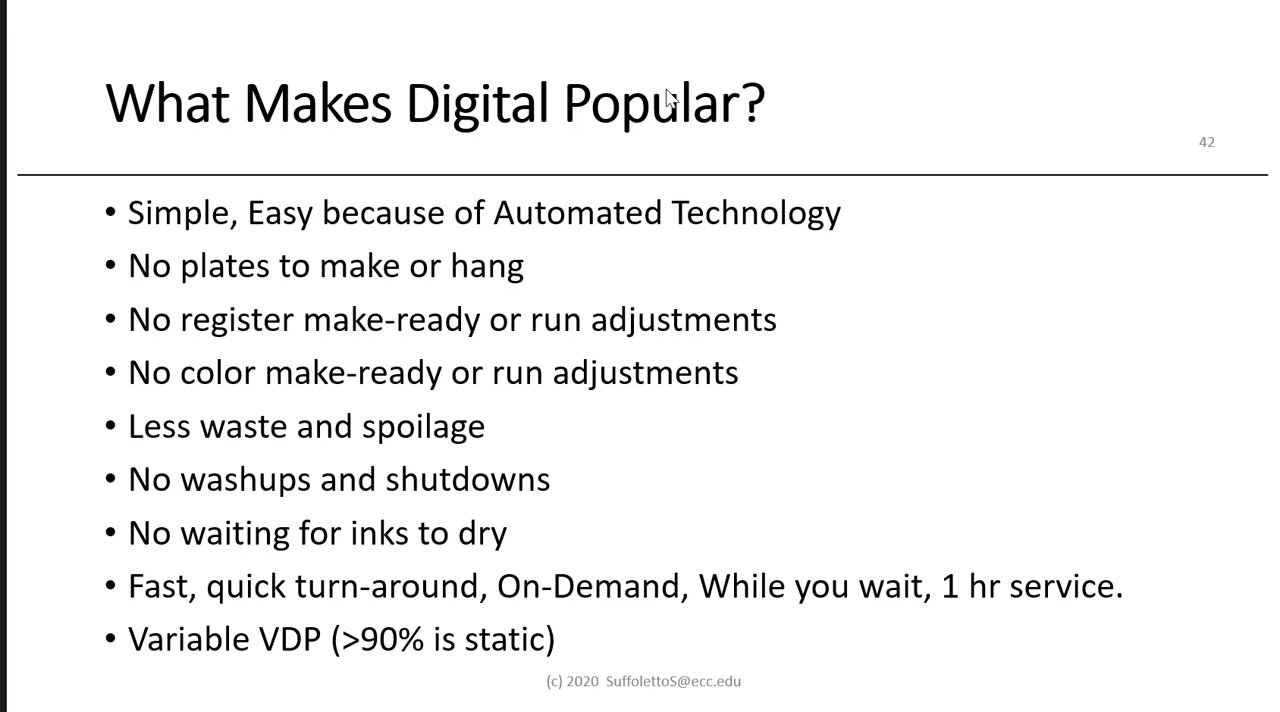 What Makes Digital Popular?
42
• Simple, Easy because of Automated Technology
• No plates to make or hang
• No register make-ready or run adjustments
• No color make-ready or run adjustments
• Less waste and spoilage
• No washups and shutdowns
• No waiting for inks to dry
• Fast, quick turn-around, On-Demand, While you wait, 1 hr service.
• Variable VDP (>90% is static)
(c) 2020 SuffolettoS@ecc.edu